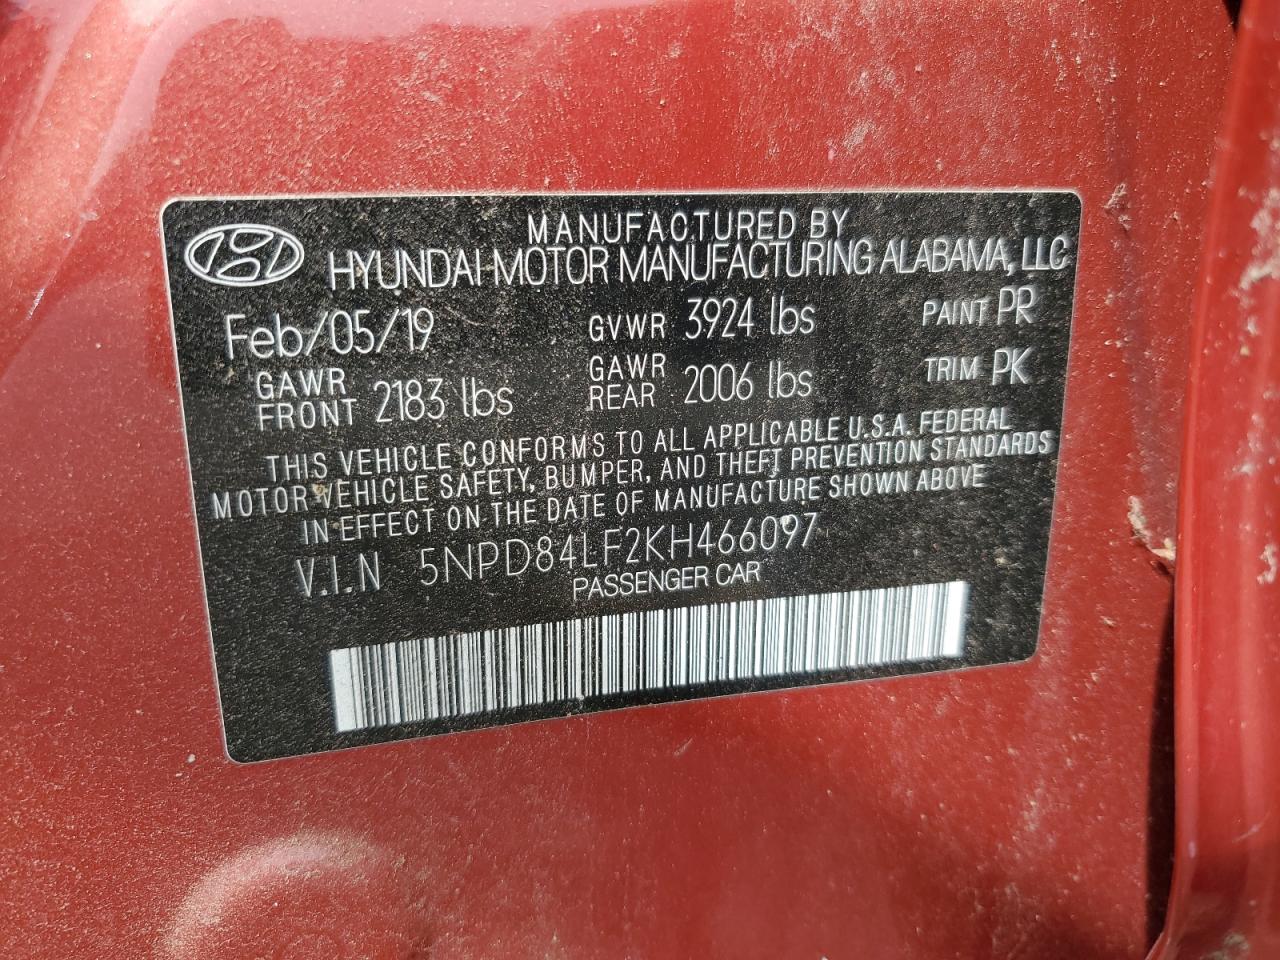 MANUFACTURED BY
HYUNDAI MOTOR MANUFACTURING ALABAMA, LLC
Feb/05/19 GVWR 3924 lbs PAINT PR
GAWR FRONT 2183 lbs GAWR REAR 2006 lbs TRIM PK
THIS VEHICLE CONFORMS TO ALL APPLICABLE U.S.A. FEDERAL
MOTOR VEHICLE SAFETY, BUMPER, AND THEFT PREVENTION STANDARDS
IN EFFECT ON THE DATE OF MANUFACTURE SHOWN ABOVE
V.I.N 5NPD84LF2KH466097
PASSENGER CAR